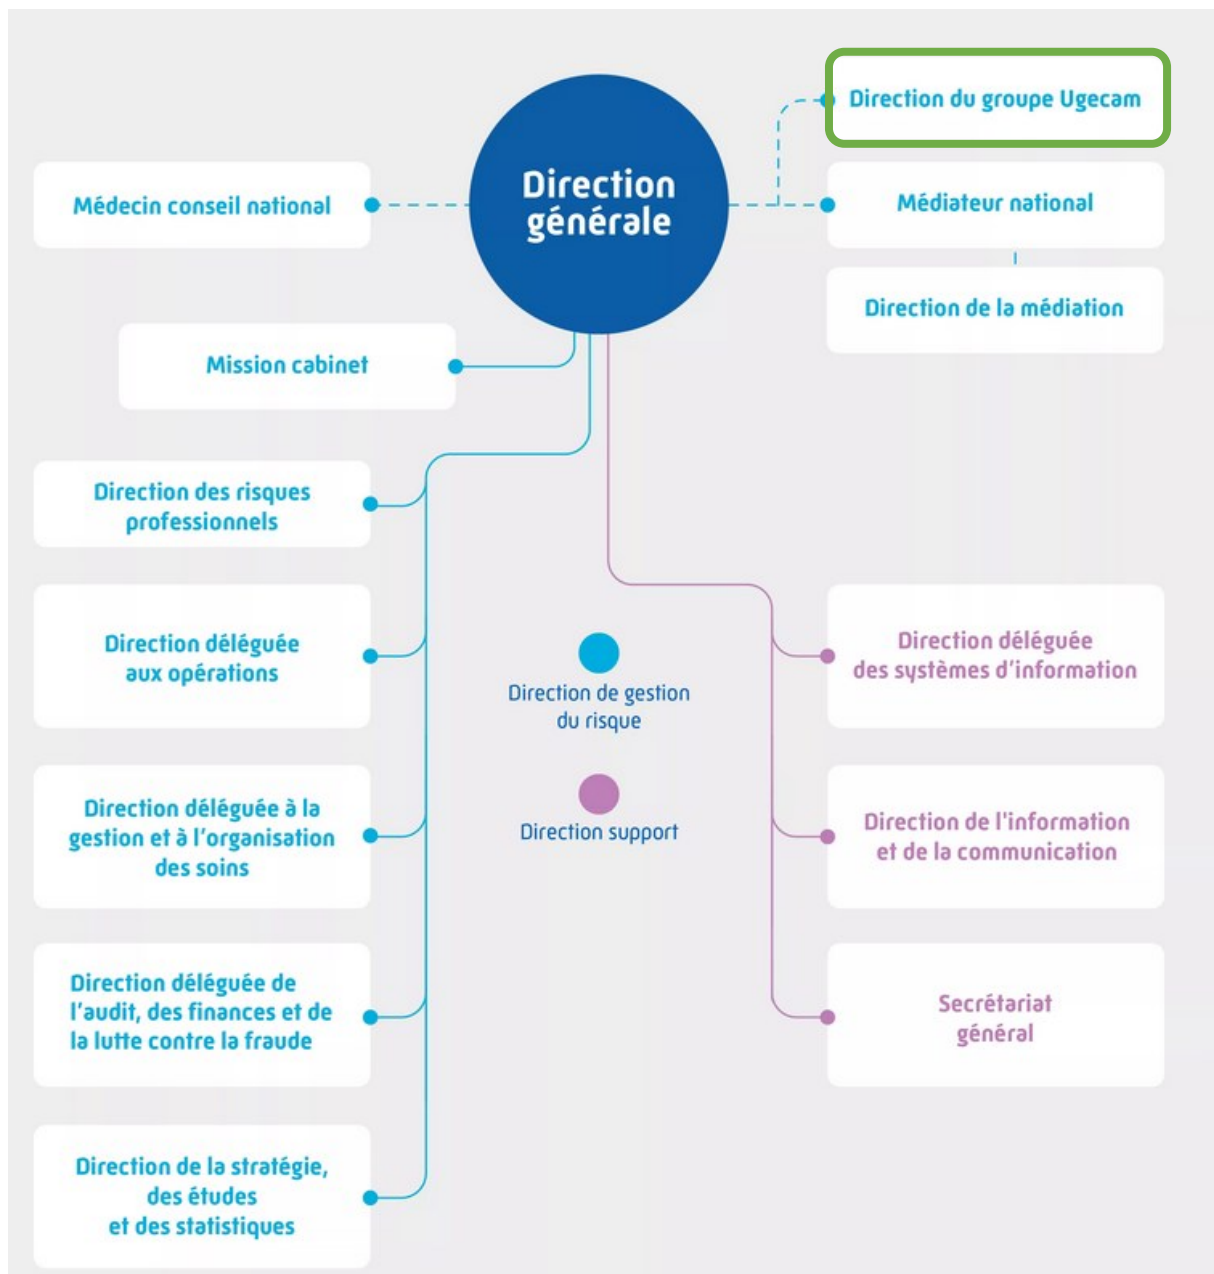 Direction du groupe Ugecam
Direction
générale
Médecin conseil national
Médiateur national
Direction de la médiation
Mission cabinet
Direction des risques
professionnels
Direction déléguée
aux opérations
Direction de gestion
du risque
Direction déléguée
des systèmes d'information
Direction déléguée à la
gestion et à l'organisation
des soins
Direction support
Direction de l'information
et de la communication
Direction déléguée de
l'audit, des finances et de
la lutte contre la fraude
Secrétariat
général
Direction de la stratégie,
des études
et des statistiques